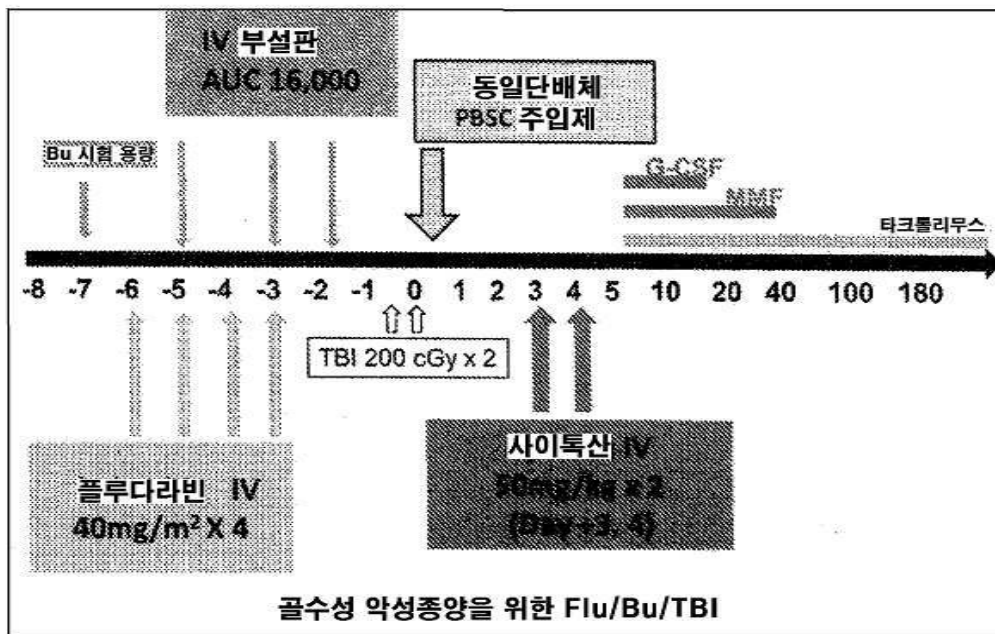 IV 부설판
AUC 16,000
동일단배체
PBSC 주입제
Bu 시험 용량
G-CSF
MMF
타크롤리무스
-8 -7 -6 -5 -4 -3 -2 -1 0 1 2 3 4 5 10 20 40 100 180
TBI 200 cGy x 2
플루다라빈 IV
40mg/m² X 4
사이톡산 IV
50mg/kg x 2
(Day+3, 4)
골수성 악성종양을 위한 Flu/Bu/TBI